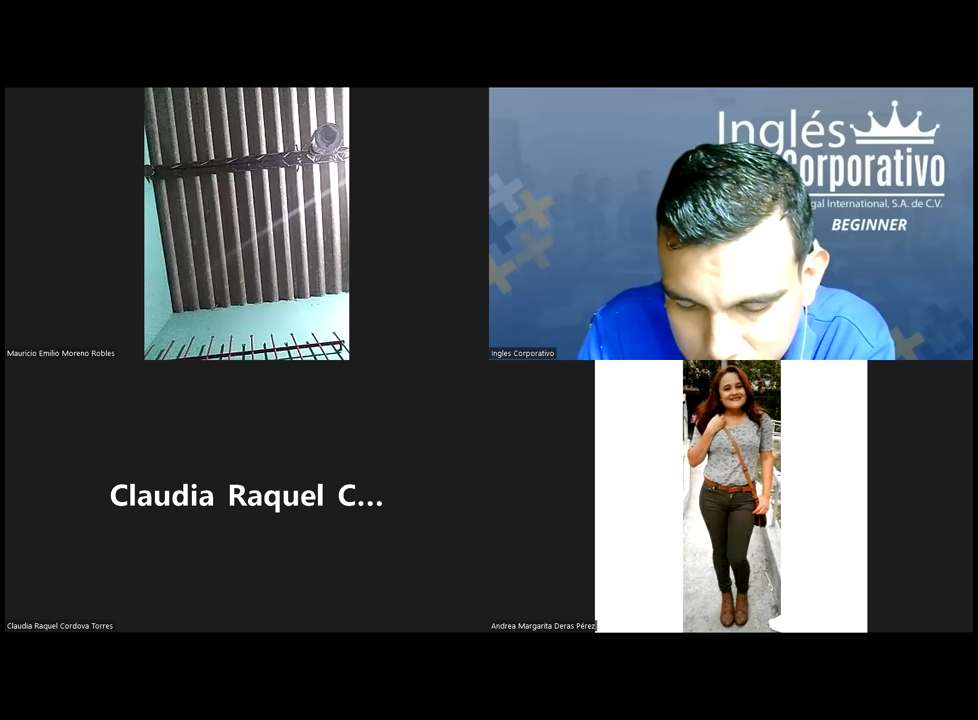 Inglés
Corporativo
gal International, S.A. de C.V.
BEGINNER
Mauricio Emilio Moreno Robles
Ingles Corporativo
Claudia Raquel C...
Claudia Raquel Cordova Torres
Andrea Margarita Deras Pérez